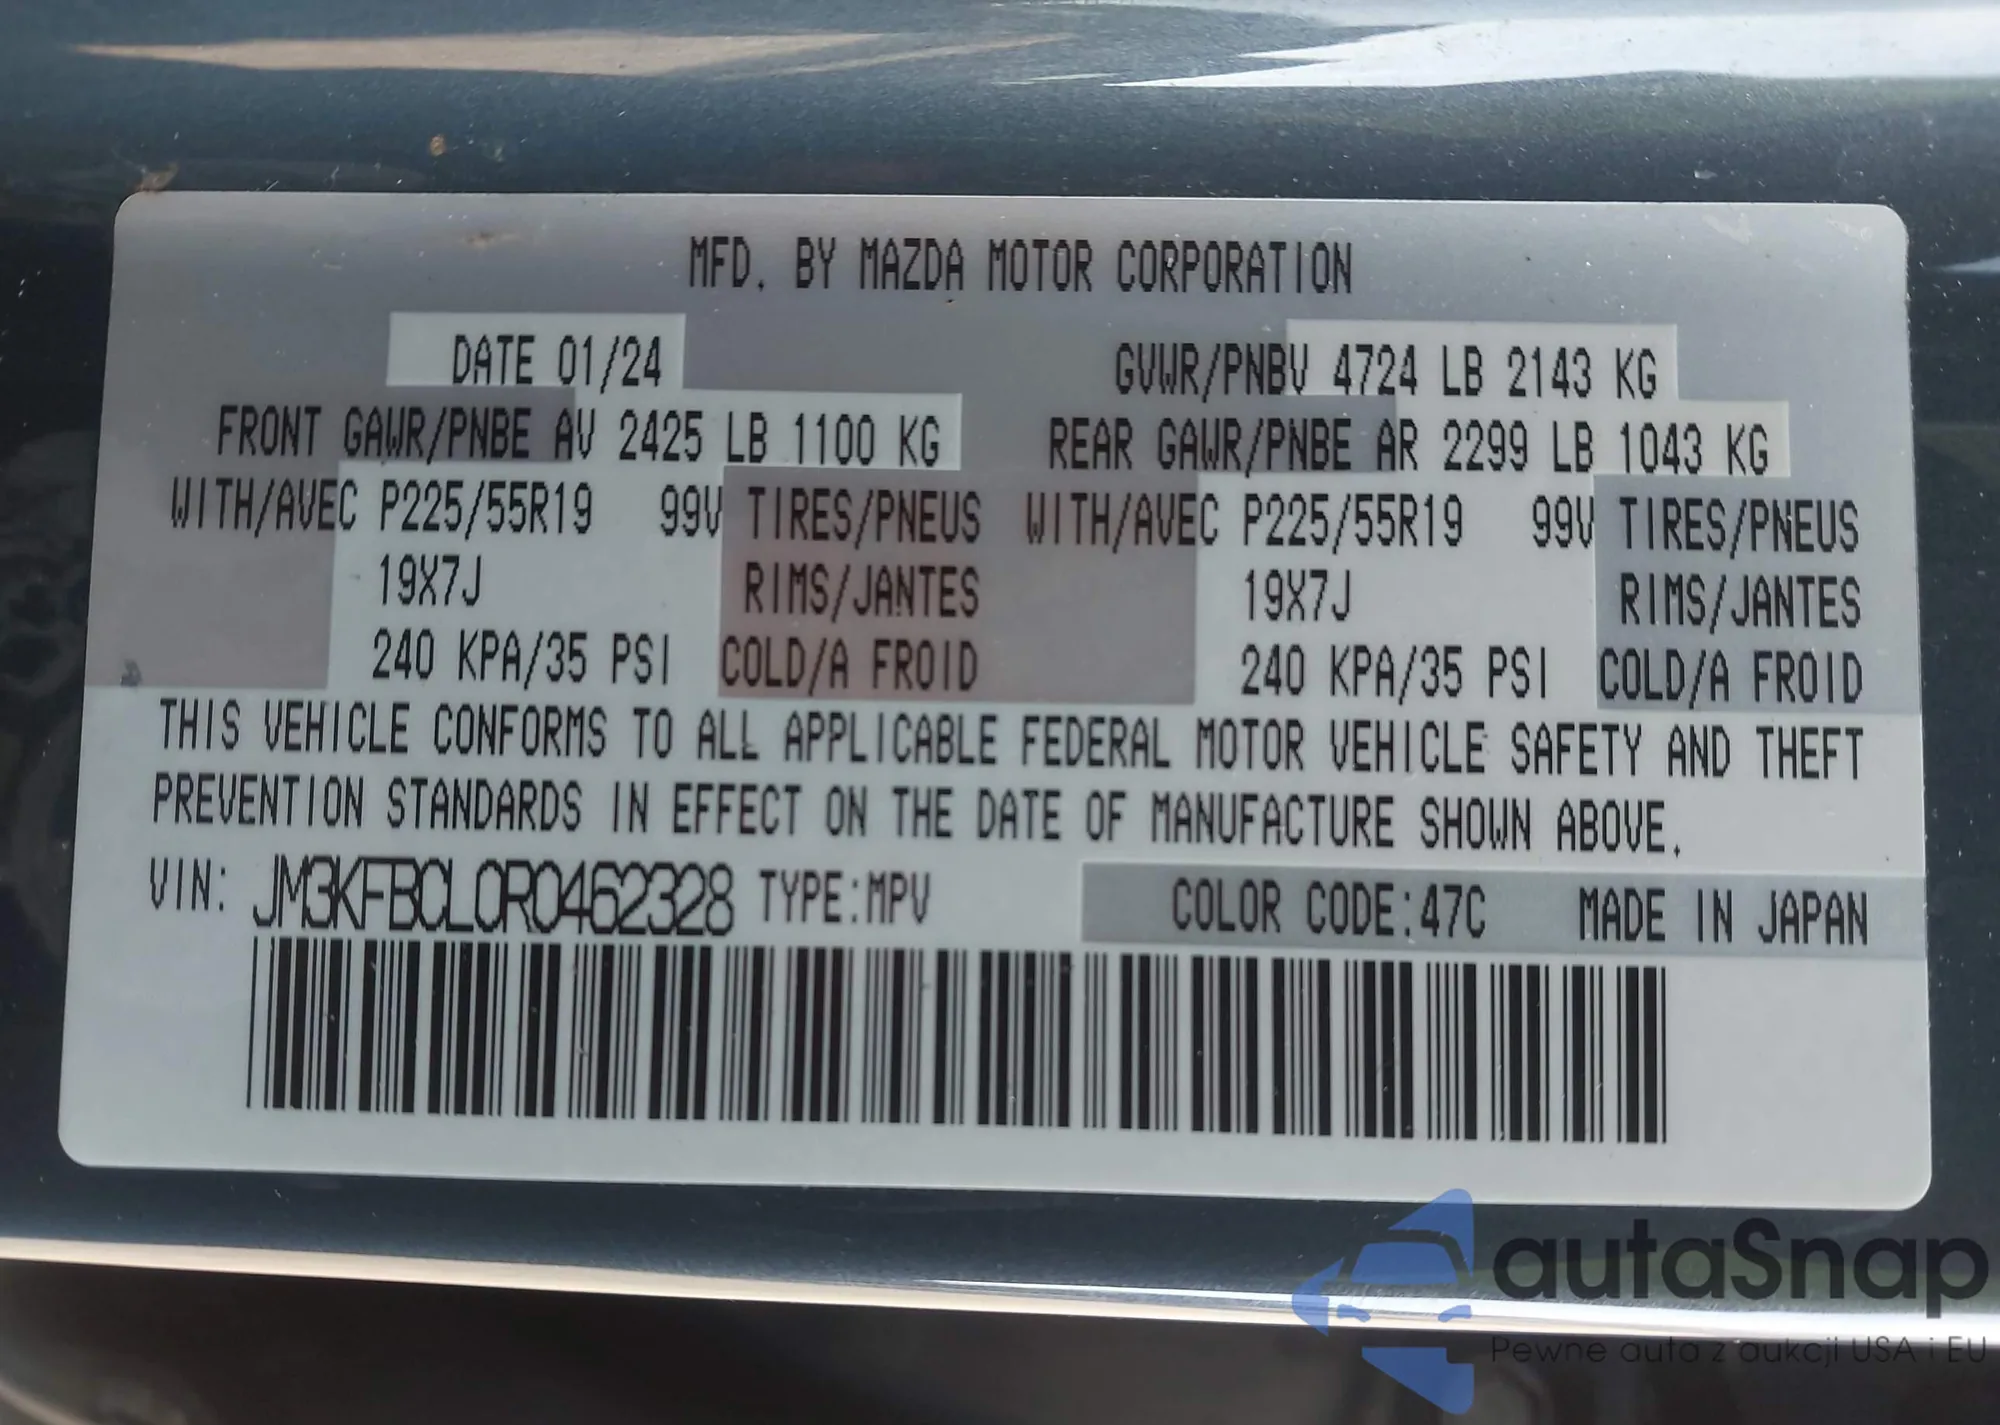 MFD. BY MAZDA MOTOR CORPORATION
DATE 01/24 GVWR/PNBV 4724 LB 2143 KG
FRONT GAWR/PNBE AV 2425 LB 1100 KG REAR GAWR/PNBE AR 2299 LB 1043 KG
WITH/AVEC P225/55R19 99V TIRES/PNEUS WITH/AVEC P225/55R19 99V TIRES/PNEUS
19X7J RIMS/JANTES 19X7J RIMS/JANTES
240 KPA/35 PSI COLD/A FROID 240 KPA/35 PSI COLD/A FROID
THIS VEHICLE CONFORMS TO ALL APPLICABLE FEDERAL MOTOR VEHICLE SAFETY AND THEFT
PREVENTION STANDARDS IN EFFECT ON THE DATE OF MANUFACTURE SHOWN ABOVE.
VIN: JM3KFBCL0R0462328 TYPE:MPV COLOR CODE:47C MADE IN JAPAN
autaSnap
Pewne auta z aukcji USA i EU